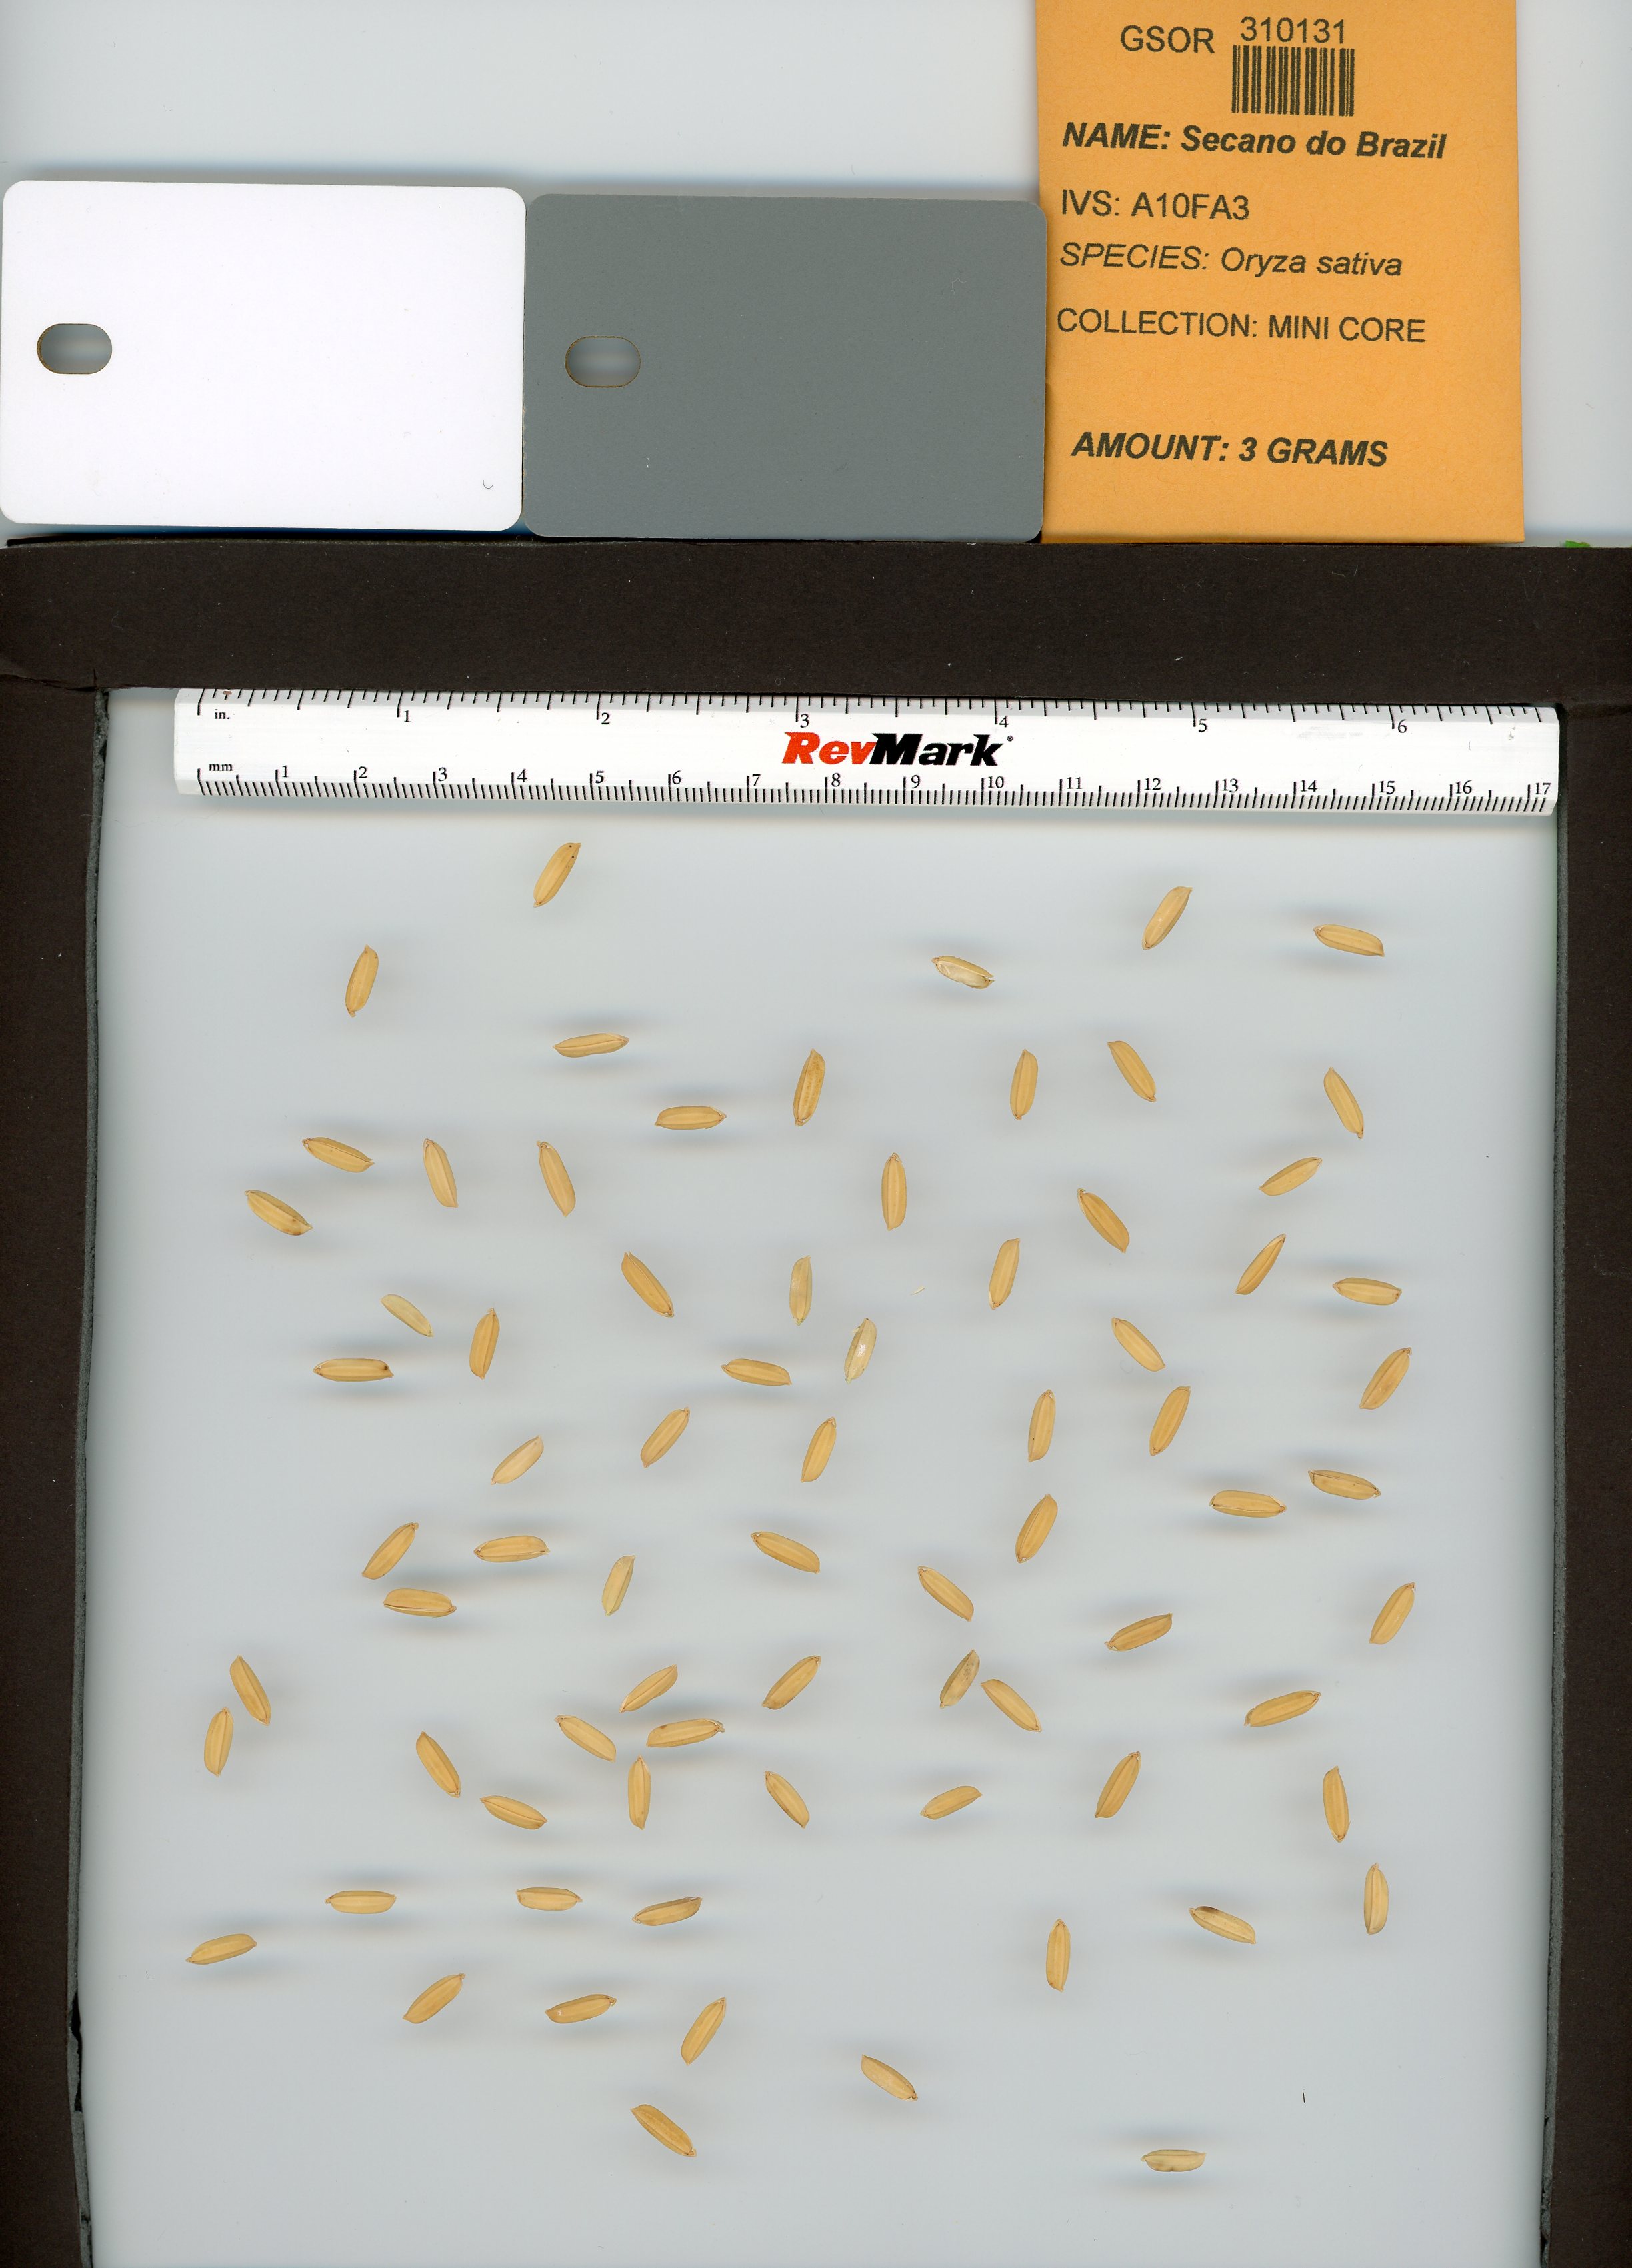 GSOR 310131
NAME: Secano do Brazil
IVS: A10FA3
SPECIES: Oryza sativa
COLLECTION: MINI CORE
AMOUNT: 3 GRAMS
in. 1 2 3 4 5 6
RevMark®
mm 1 2 3 4 5 6 7 8 9 10 11 12 13 14 15 16 17